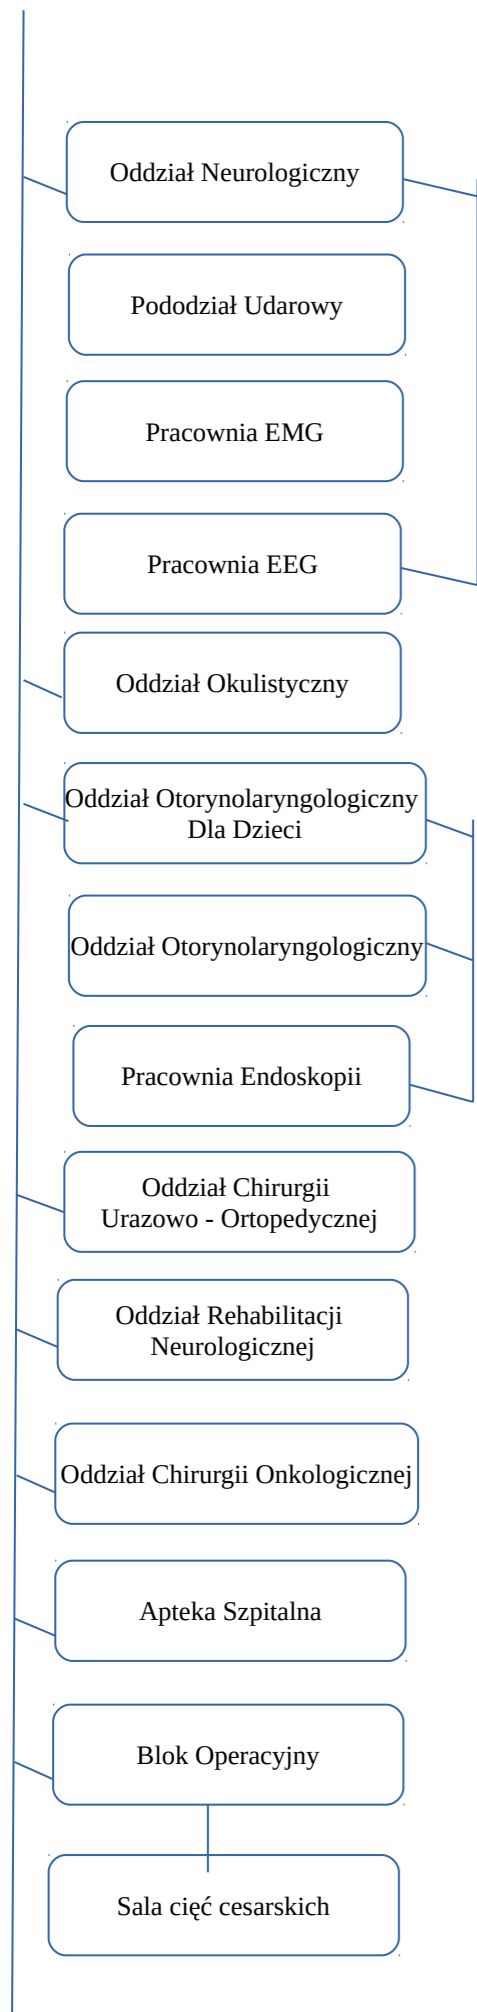 Oddział Neurologiczny
Pododział Udarowy
Pracownia EMG
Pracownia EEG
Oddział Okulistyczny
Oddział Otorynolaryngologiczny
Dla Dzieci
Oddział Otorynolaryngologiczny
Pracownia Endoskopii
Oddział Chirurgii
Urazowo - Ortopedycznej
Oddział Rehabilitacji
Neurologicznej
Oddział Chirurgii Onkologicznej
Apteka Szpitalna
Blok Operacyjny
Sala cięć cesarskich